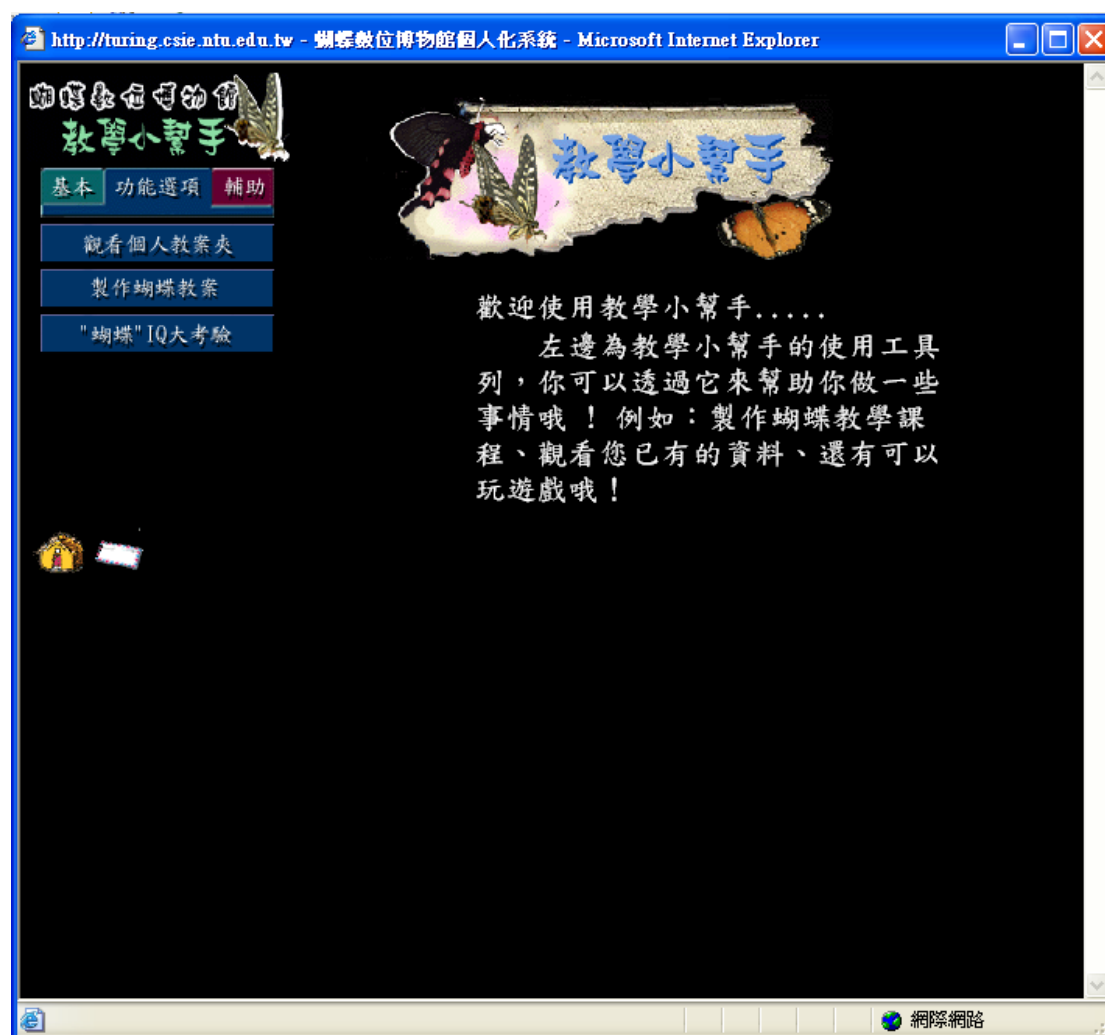 http://turing.csie.ntu.edu.tw - 蝴蝶數位博物館個人化系統 - Microsoft Internet Explorer
蝴蝶數位博物館
教學小幫手
基本 功能選項 輔助
觀看個人教案夾
製作蝴蝶教案
"蝴蝶"IQ大考驗
教學小幫手
歡迎使用教學小幫手.....
左邊為教學小幫手的使用工具
列，你可以透過它來幫助你做一些
事情哦！例如：製作蝴蝶教學課
程、觀看您已有的資料、還有可以
玩遊戲哦！
網際網路